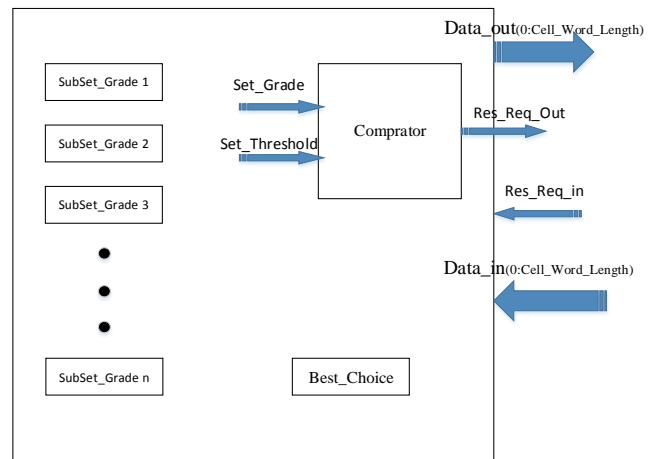 Data_out(0:Cell_Word_Length)
SubSet_Grade 1
Set_Grade
Res_Req_Out
Comprator
SubSet_Grade 2
Set_Threshold
SubSet_Grade 3
Res_Req_in
Data_in(0:Cell_Word_Length)
SubSet_Grade n
Best_Choice